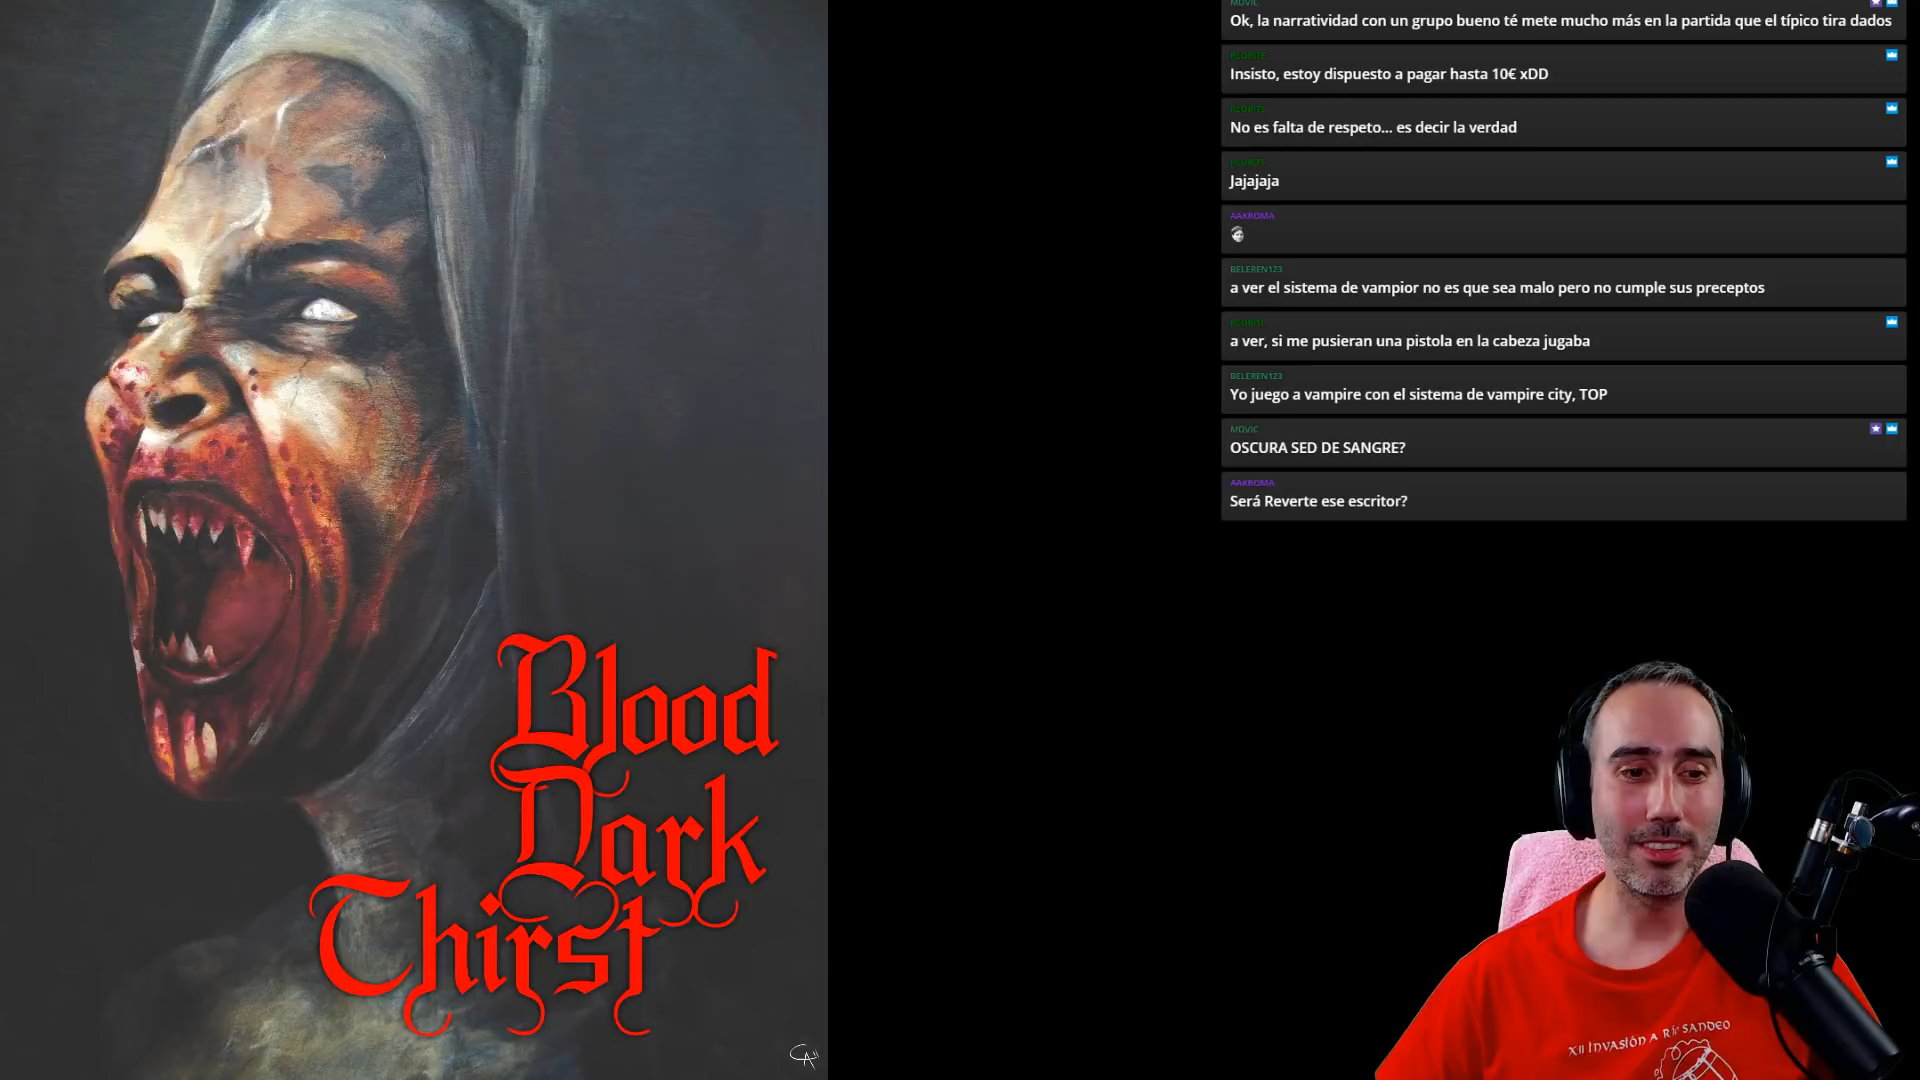 MDVIC
Ok, la narratividad con un grupo bueno té mete mucho más en la partida que el típico tira dados
Insisto, estoy dispuesto a pagar hasta 10€ xDD
No es falta de respeto... es decir la verdad
Jajajaja
AAKROMA
BELEREN123
a ver el sistema de vampior no es que sea malo pero no cumple sus preceptos
a ver, si me pusieran una pistola en la cabeza jugaba
BELEREN123
Yo juego a vampire con el sistema de vampire city, TOP
MDVIC
OSCURA SED DE SANGRE?
AAKROMA
Será Reverte ese escritor?
Blood
Dark
Thirst
XII INVASIÓN A RÍO SANDEO